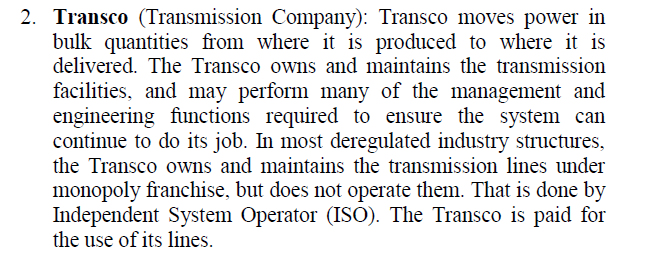 2. Transco (Transmission Company): Transco moves power in
bulk quantities from where it is produced to where it is
delivered. The Transco owns and maintains the transmission
facilities, and may perform many of the management and
engineering functions required to ensure the system can
continue to do its job. In most deregulated industry structures,
the Transco owns and maintains the transmission lines under
monopoly franchise, but does not operate them. That is done by
Independent System Operator (ISO). The Transco is paid for
the use of its lines.